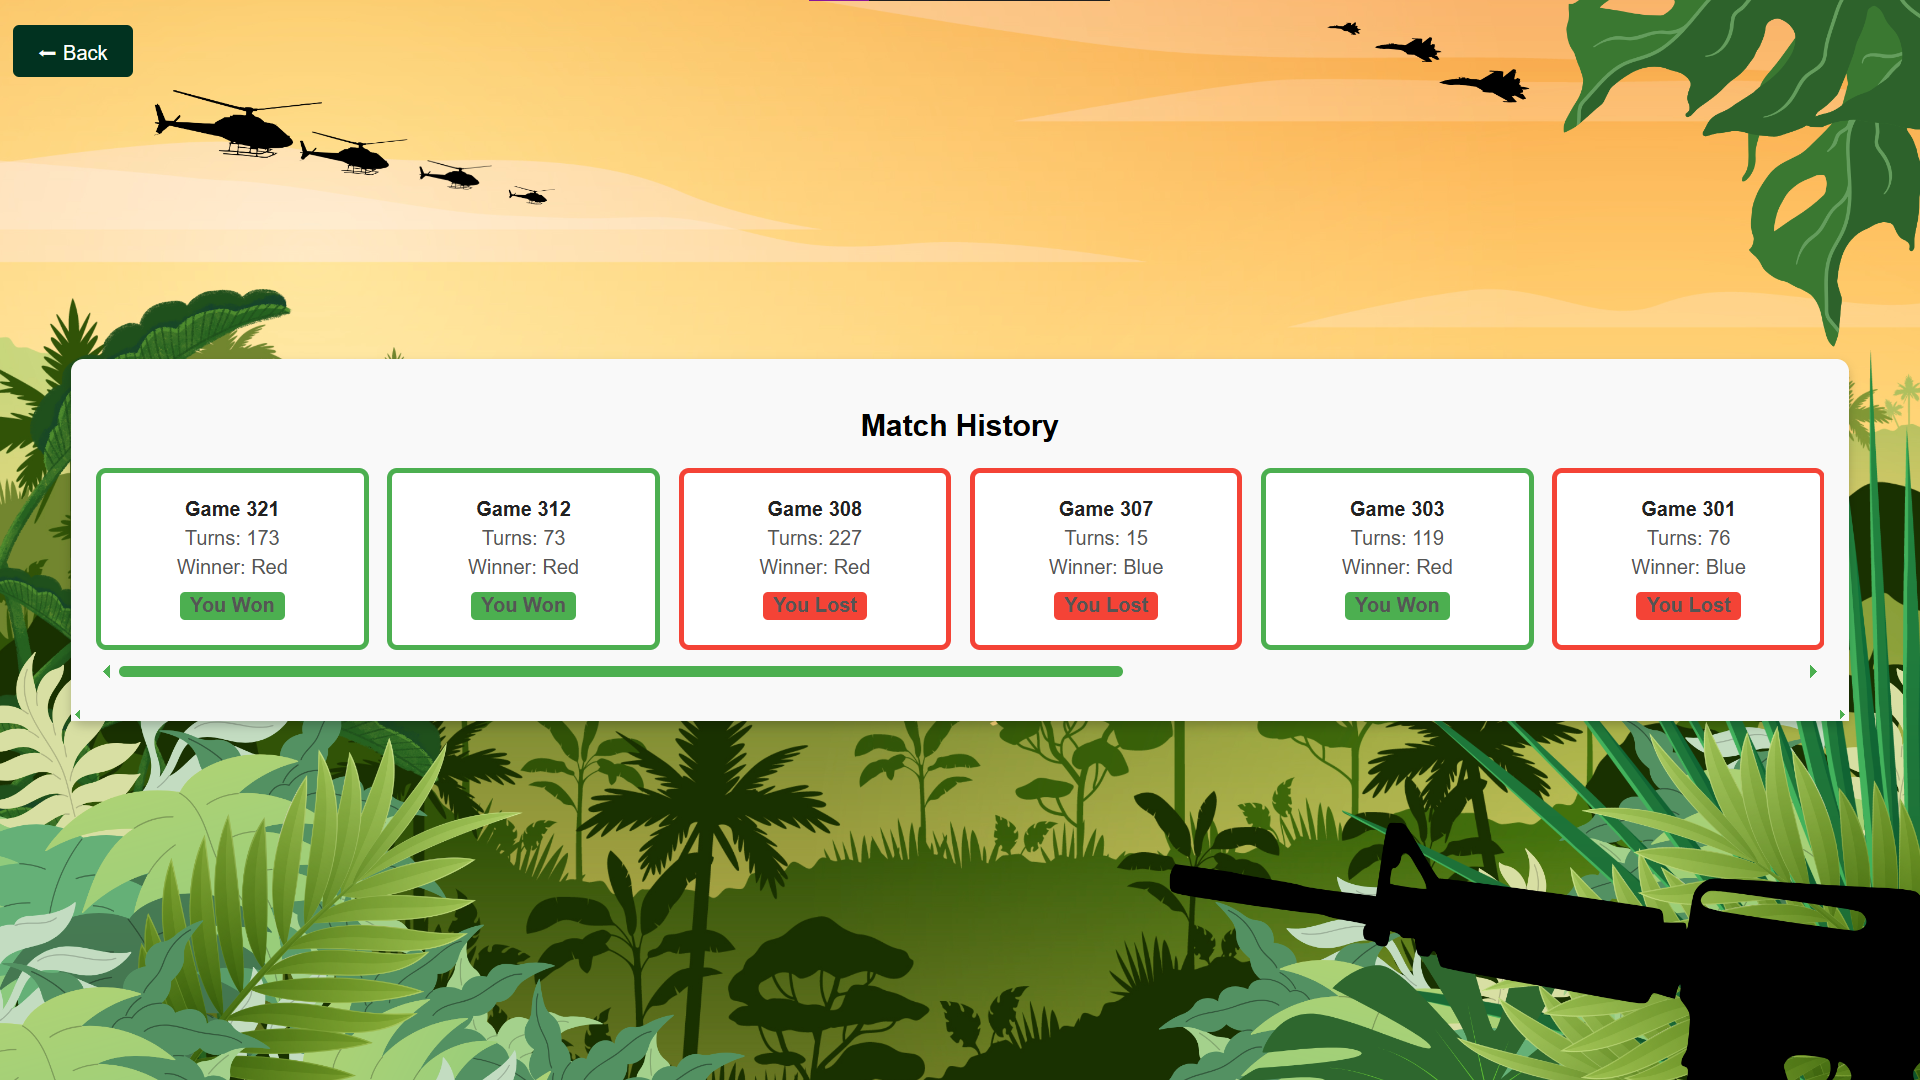 Back
Match History
Game 321
Turns: 173
Winner: Red
You Won
Game 312
Turns: 73
Winner: Red
You Won
Game 308
Turns: 227
Winner: Red
You Lost
Game 307
Turns: 15
Winner: Blue
You Lost
Game 303
Turns: 119
Winner: Red
You Won
Game 301
Turns: 76
Winner: Blue
You Lost